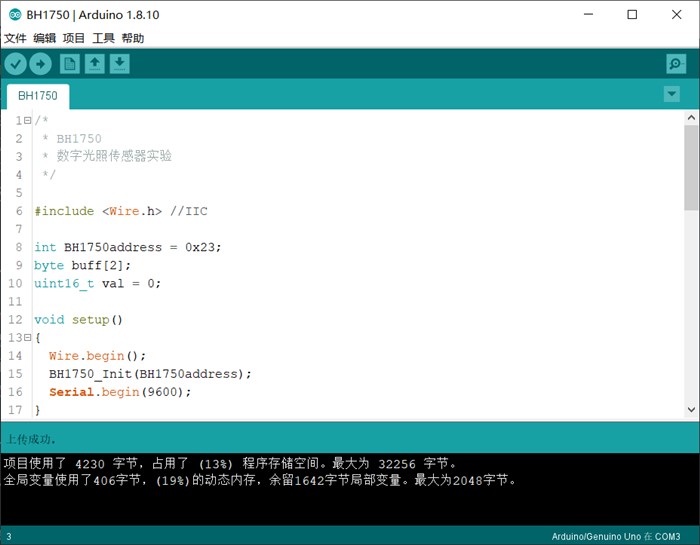 BH1750 | Arduino 1.8.10
文件 编辑 项目 工具 帮助
BH1750
1 /*
2  * BH1750
3  * 数字光照传感器实验
4  */
5
6 #include <Wire.h> //IIC
7
8 int BH1750address = 0x23;
9 byte buff[2];
10 uint16_t val = 0;
11
12 void setup()
13 {
14   Wire.begin();
15   BH1750_Init(BH1750address);
16   Serial.begin(9600);
17 }
上传成功。
项目使用了 4230 字节，占用了 (13%) 程序存储空间。最大为 32256 字节。
全局变量使用了406字节，(19%)的动态内存，余留1642字节局部变量。最大为2048字节。
3 Arduino/Genuino Uno 在 COM3